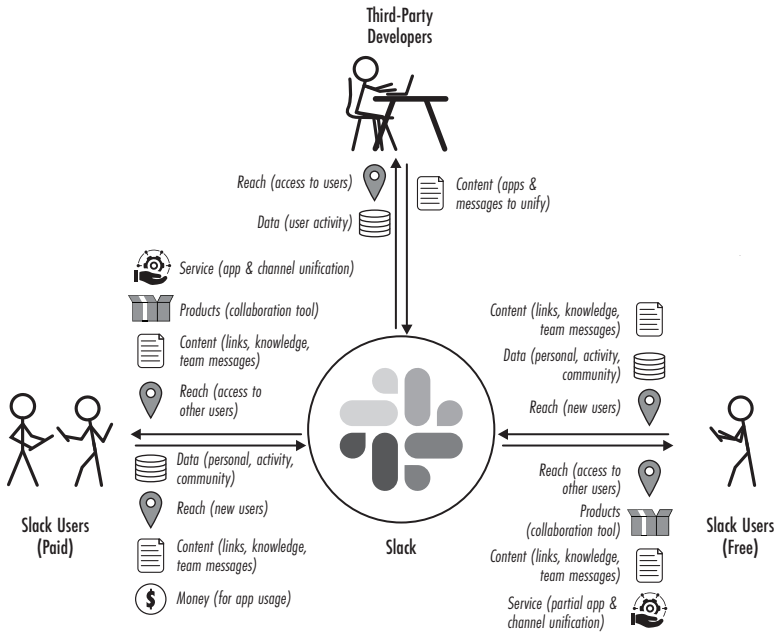 Third-Party
Developers
Reach (access to users)
Data (user activity)
Content (apps &
messages to unify)
Service (app & channel unification)
Products (collaboration tool)
Content (links, knowledge,
team messages)
Reach (access to
other users)
Content (links, knowledge,
team messages)
Data (personal, activity,
community)
Reach (new users)
Data (personal, activity,
community)
Reach (new users)
Content (links, knowledge,
team messages)
$
Money (for app usage)
Reach (access to
other users)
Products
(collaboration tool)
Content (links, knowledge,
team messages)
Service (partial app &
channel unification)
Slack Users
(Paid)
Slack
Slack Users
(Free)